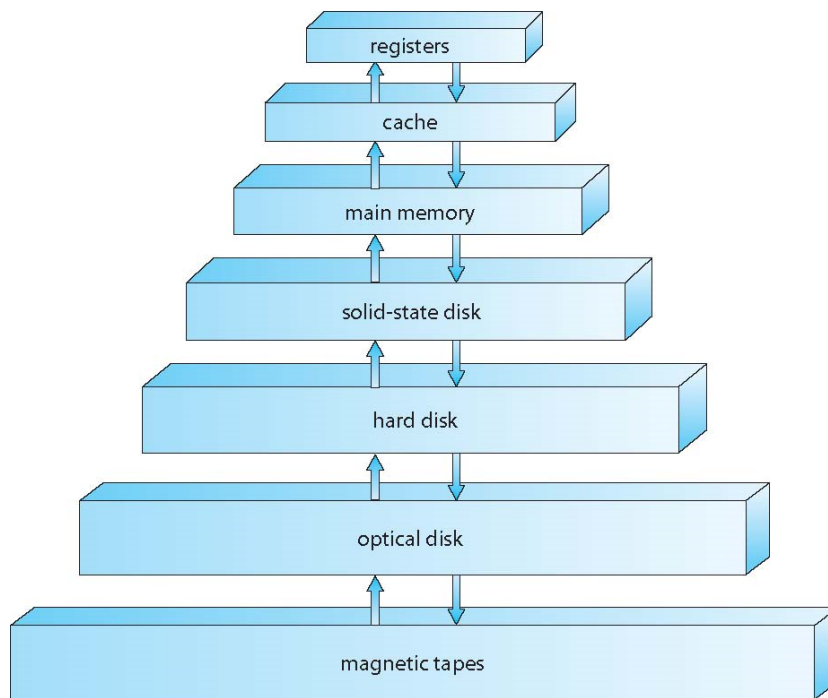 registers
cache
main memory
solid-state disk
hard disk
optical disk
magnetic tapes